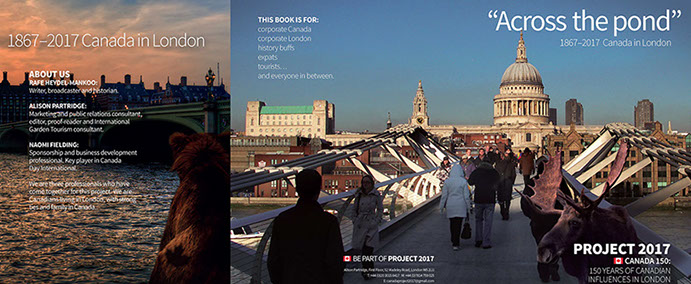 1867–2017 Canada in London
ABOUT US
RAFE HEYDEL-MANKOO:
Writer, broadcaster and historian.
ALISON PARTRIDGE:
Marketing and public relations consultant,
editor, proof-reader and International
Garden Tourism consultant.
NAOMI FIELDING:
Sponsorship and business development
professional. Key player in Canada
Day International
We are three professionals who have
come together for this project. We are
Canadians living in London, with
ties and family in Canada.
THIS BOOK IS FOR:
corporate Canada
corporate London
history buffs
expats
tourists…
and everyone in between.
BE PART OF PROJECT 2017
Alison Partridge, First Floor,
“Across the pond”
1867–2017 Canada in London
PROJECT 2017
CANADA 150:
150 YEARS OF CANADIAN
INFLUENCES IN LONDON